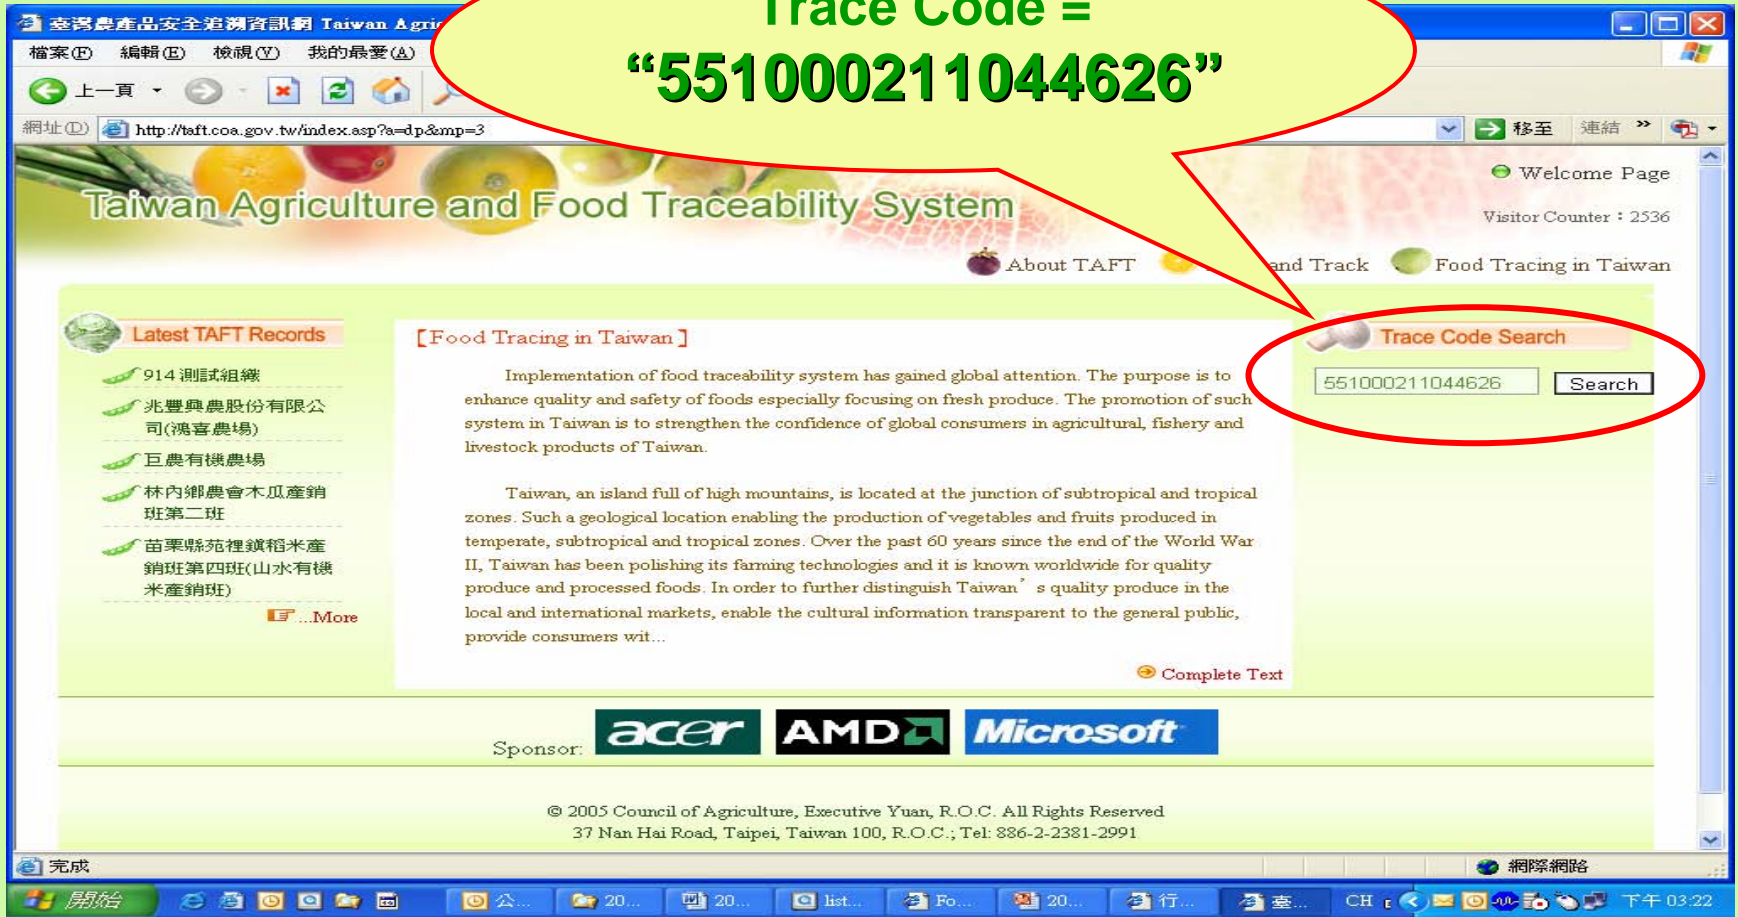 Trace Code =
“551000211044626”
臺灣農產品安全追溯資訊網 Taiwan Agric
檔案(F) 編輯(E) 檢視(V) 我的最愛(A)
上一頁
網址(D) http://taft.coa.gov.tw/index.asp?a=dp&mp=3 移至 連結 »
Taiwan Agriculture and Food Traceability System
Welcome Page
Visitor Counter：2536
About TAFT and Track Food Tracing in Taiwan
Latest TAFT Records
914 測試組織
兆豐興農股份有限公
司(鴻喜農場)
巨農有機農場
林內鄉農會木瓜產銷
班第二班
苗栗縣苑裡鎮稻米產
銷班第四班(山水有機
米產銷班)
...More
【Food Tracing in Taiwan】
Implementation of food traceability system has gained global attention. The purpose is to
enhance quality and safety of foods especially focusing on fresh produce. The promotion of such
system in Taiwan is to strengthen the confidence of global consumers in agricultural, fishery and
livestock products of Taiwan.
Taiwan, an island full of high mountains, is located at the junction of subtropical and tropical
zones. Such a geological location enabling the production of vegetables and fruits produced in
temperate, subtropical and tropical zones. Over the past 60 years since the end of the World War
II, Taiwan has been polishing its farming technologies and it is known worldwide for quality
produce and processed foods. In order to further distinguish Taiwan’s quality produce in the
local and international markets, enable the cultural information transparent to the general public,
provide consumers wit...
Complete Text
Trace Code Search
551000211044626 Search
Sponsor: acer AMD Microsoft
© 2005 Council of Agriculture, Executive Yuan, R.O.C. All Rights Reserved
37 Nan Hai Road, Taipei, Taiwan 100, R.O.C.; Tel: 886-2-2381-2991
完成 網際網路
開始 公... 20... 20... list... Fo... 20... 行... 臺... CH 下午 03:22